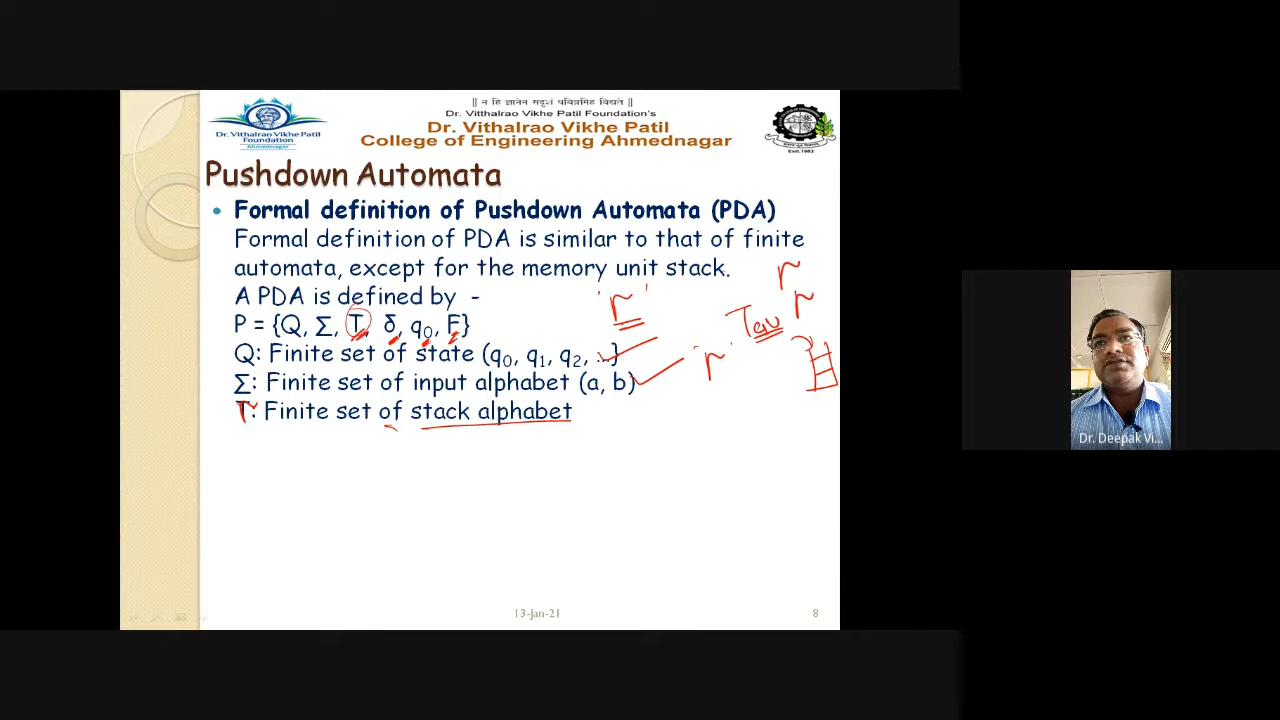 || न हि ज्ञानेन सदृशं पवित्रमिह विद्यते ||
Dr. Vitthalrao Vikhe Patil Foundation's
Dr. Vithalrao Vikhe Patil
College of Engineering Ahmednagar
Dr. Vithalrao Vikhe Patil
Foundation
Ahmednagar
Estd.1983
Pushdown Automata
• Formal definition of Pushdown Automata (PDA)
Formal definition of PDA is similar to that of finite
automata, except for the memory unit stack.
A PDA is defined by -
P = {Q, Σ, T, δ, q₀, F}
Q: Finite set of state (q₀, q₁, q₂, ...}
Σ: Finite set of input alphabet (a, b)
T: Finite set of stack alphabet
'r'
r
r
Tau
'r'
13-Jan-21
8
Dr. Deepak Vi...